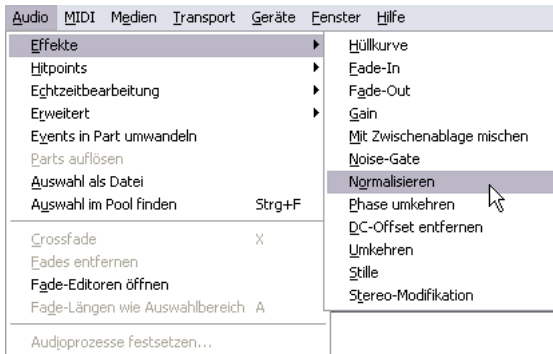 Audio MIDI Medien Transport Geräte Fenster Hilfe
Effekte
Hitpoints
Echtzeitbearbeitung
Erweitert
Events in Part umwandeln
Parts auflösen
Auswahl als Datei
Auswahl im Pool finden Strg+F
Crossfade X
Fades entfernen
Fade-Editoren öffnen
Fade-Längen wie Auswahlbereich A
Audioprozesse festsetzen...
Hüllkurve
Fade-In
Fade-Out
Gain
Mit Zwischenablage mischen
Noise-Gate
Normalisieren
Phase umkehren
DC-Offset entfernen
Umkehren
Stille
Stereo-Modifikation